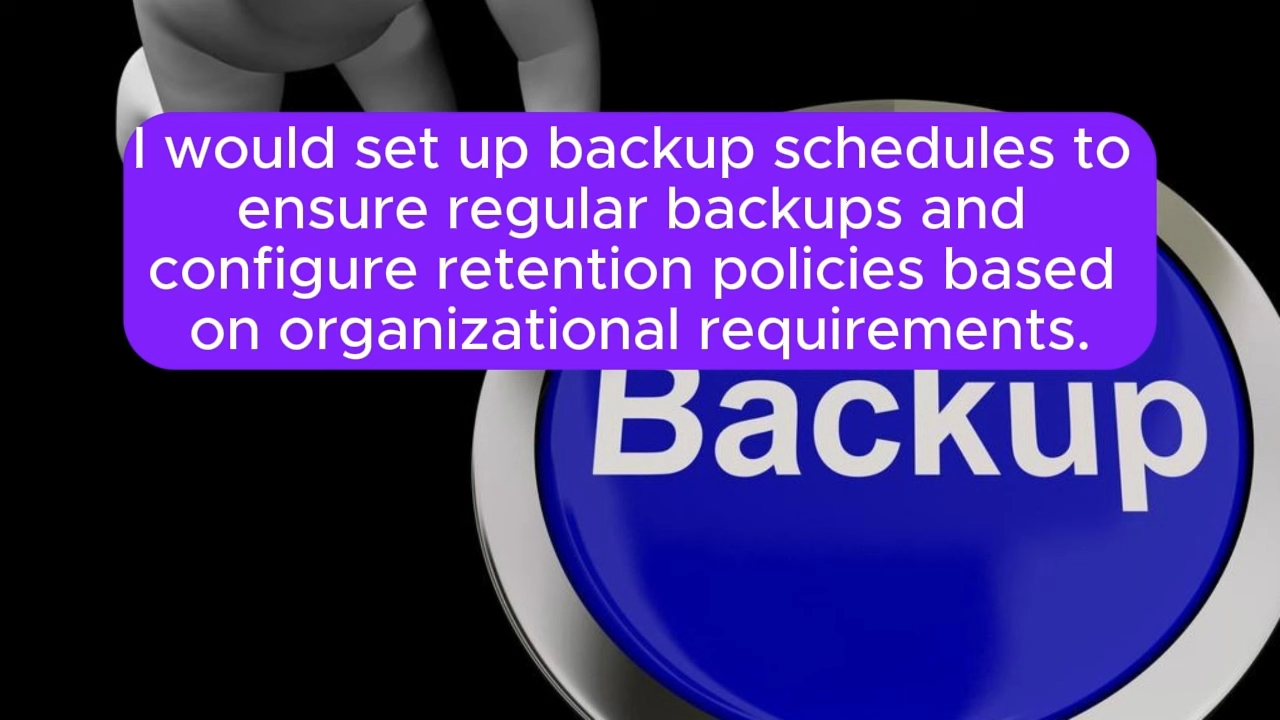 I would set up backup schedules to
ensure regular backups and
configure retention policies based
on organizational requirements.
Backup